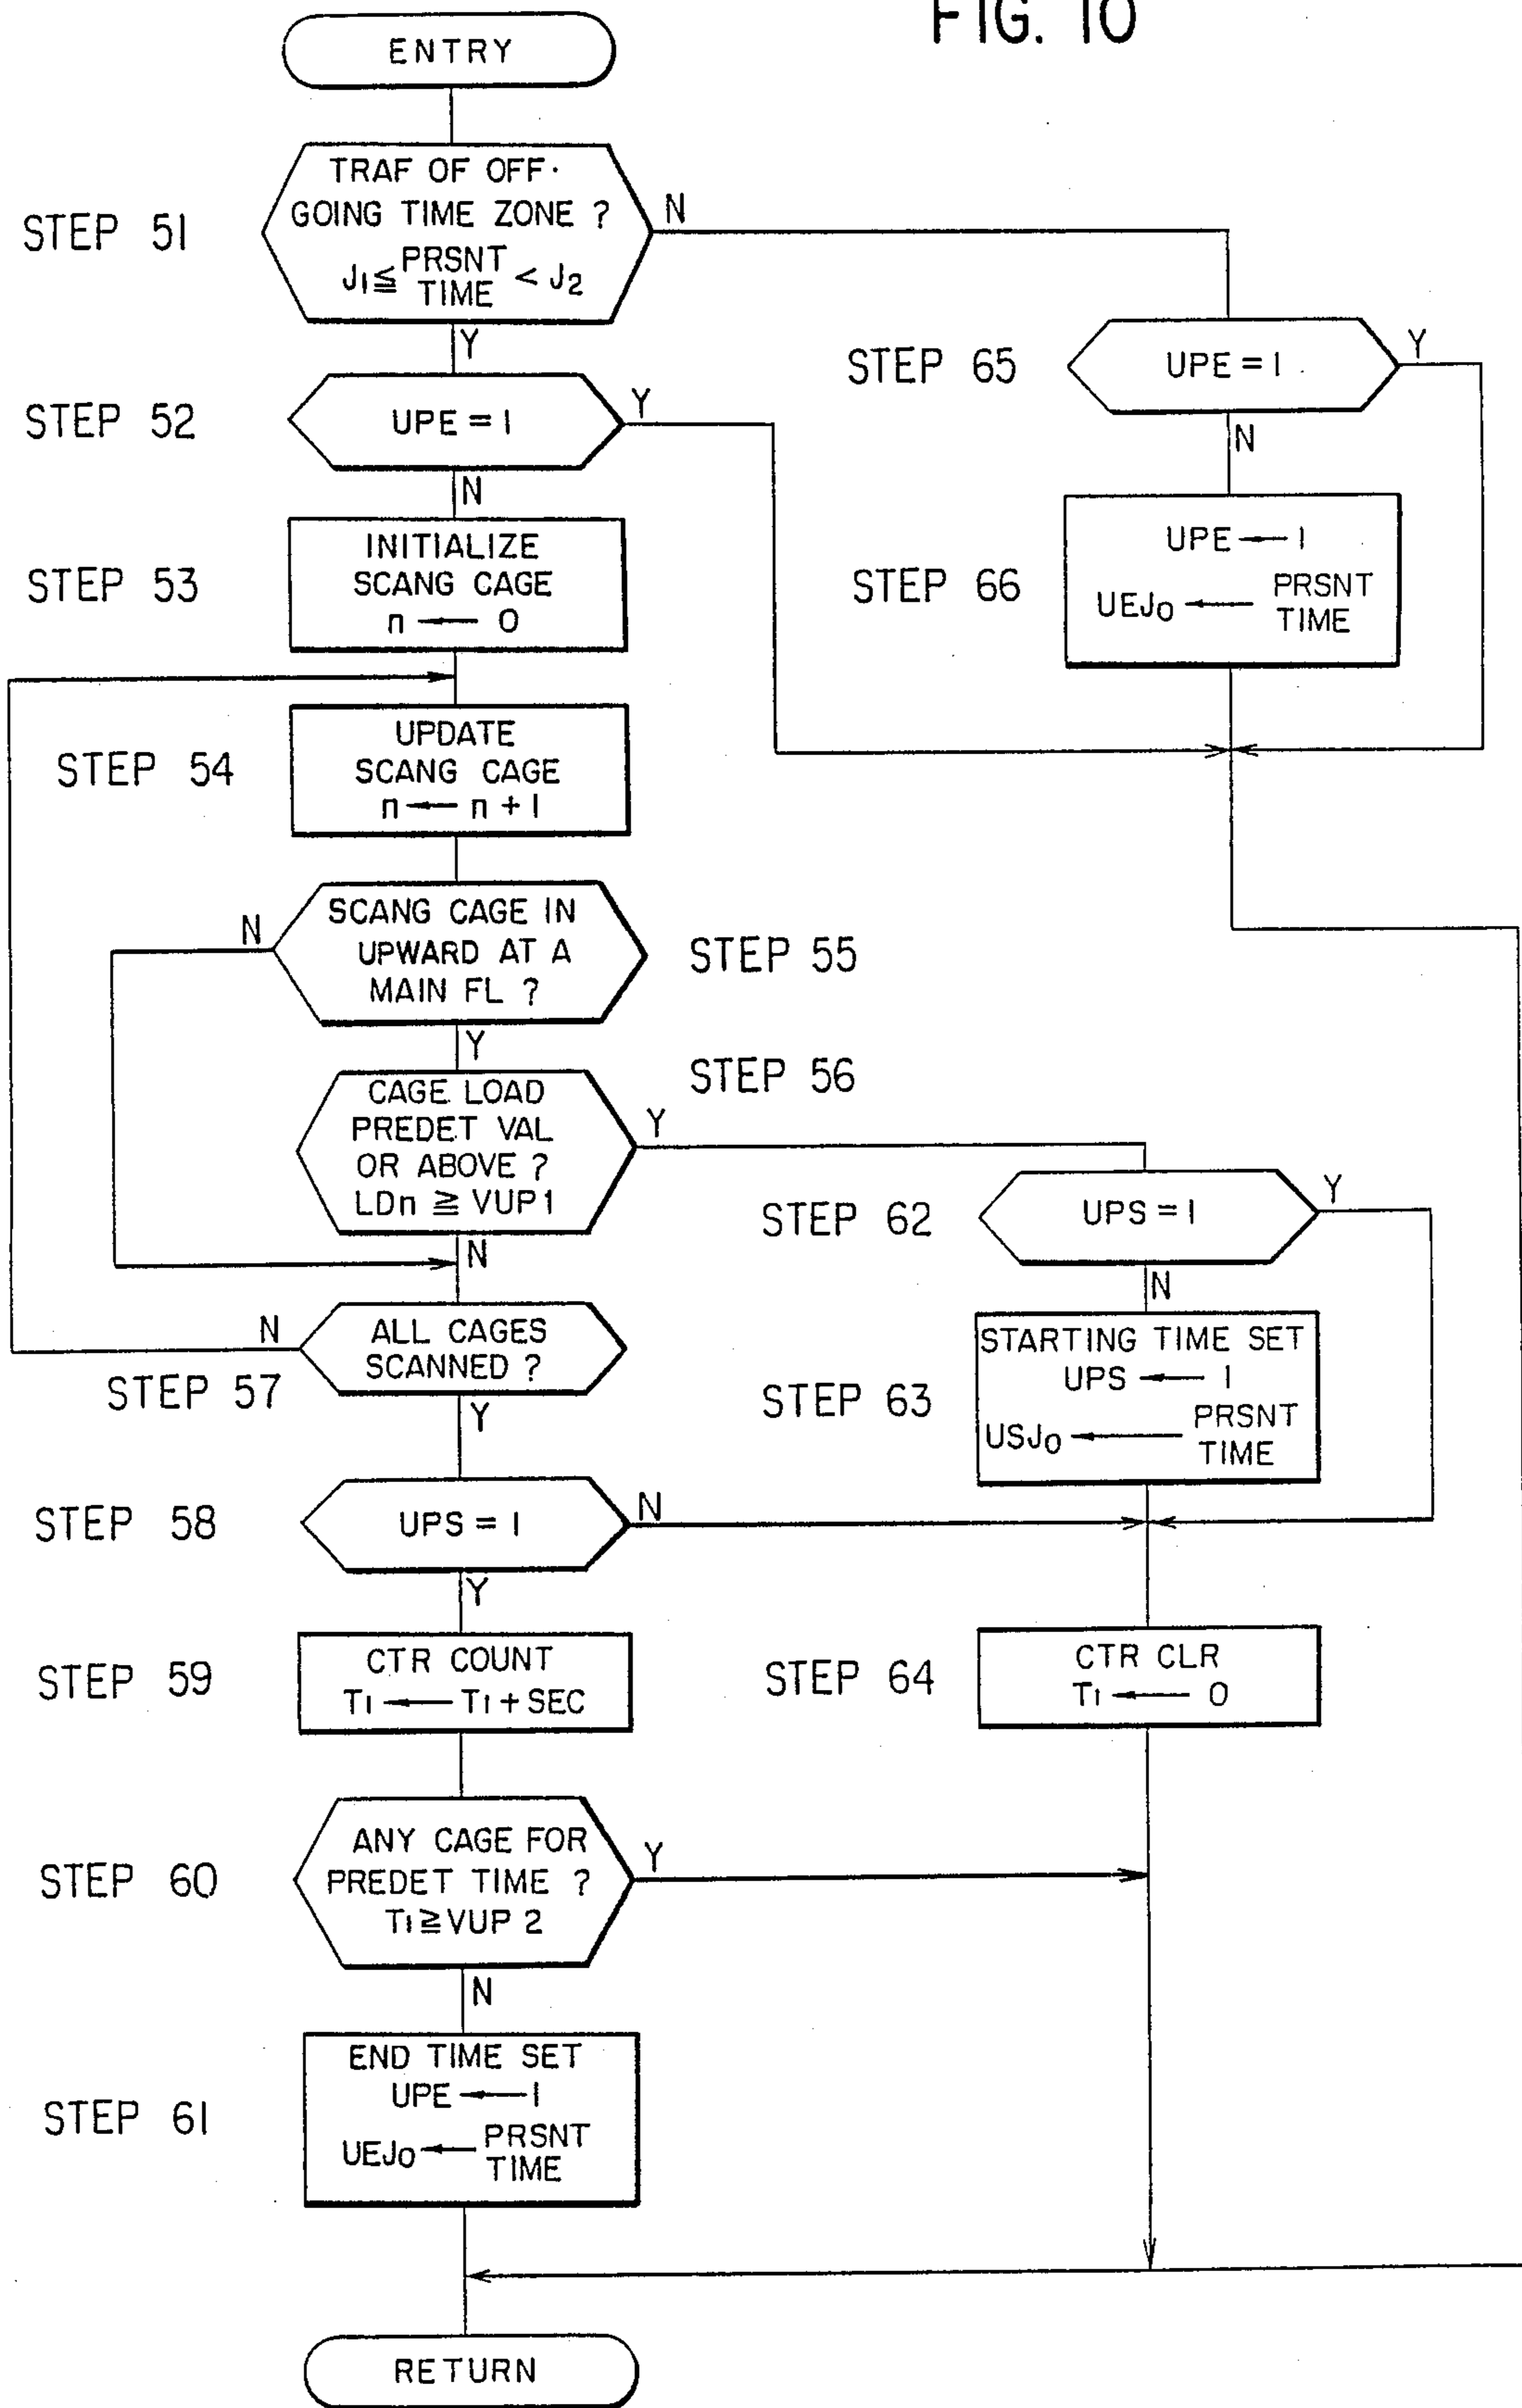 FIG. 10
ENTRY
STEP 51
TRAF OF OFF·
GOING TIME ZONE ?
J1 ≦ PRSNT TIME < J2
N
Y
STEP 52
UPE = 1
Y
N
STEP 65
UPE = 1
Y
N
STEP 53
INITIALIZE
SCANG CAGE
n ← 0
STEP 66
UPE ← 1
UEJ0 ← PRSNT
TIME
STEP 54
UPDATE
SCANG CAGE
n ← n + 1
N
SCANG CAGE IN
UPWARD AT A
MAIN FL ?
STEP 55
Y
STEP 56
CAGE LOAD
PREDET VAL
OR ABOVE ?
LDn ≧ VUP1
Y
N
STEP 62
UPS = 1
Y
N
N
ALL CAGES
SCANNED ?
STEP 57
Y
STEP 63
STARTING TIME SET
UPS ← 1
USJ0 ← PRSNT
TIME
STEP 58
UPS = 1
N
Y
STEP 59
CTR COUNT
T1 ← T1 + SEC
STEP 64
CTR CLR
T1 ← 0
STEP 60
ANY CAGE FOR
PREDET TIME ?
T1 ≧ VUP 2
Y
N
STEP 61
END TIME SET
UPE ← 1
UEJ0 ← PRSNT
TIME
RETURN